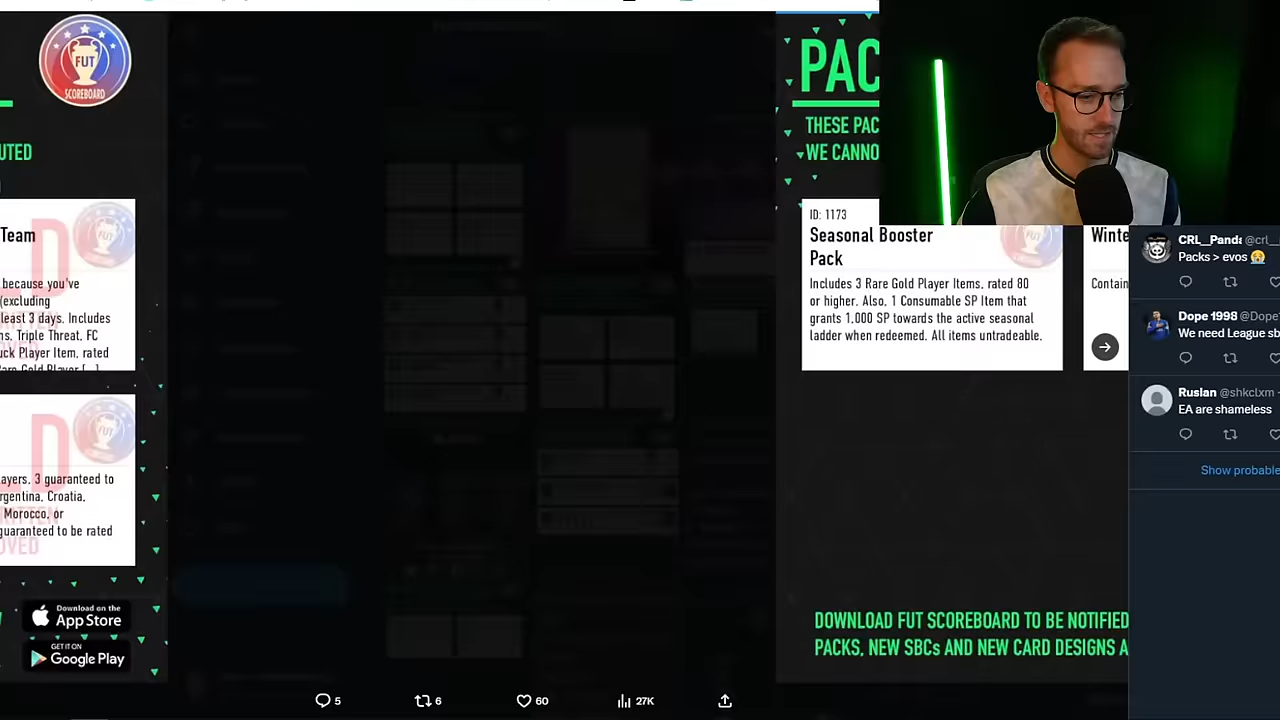 FUT
SCOREBOARD
UTED
Team
because you've
(excluding
least 3 days. Includes
ns, Triple Threat, FC
uck Player Item, rated
ayers, 3 guaranteed to
rgentina, Croatia,
Morocco, or
guaranteed to be rated
Download on the
App Store
GET IT ON
Google Play
5
6
60
27K
PAC
THESE PAC
WE CANNO
ID: 1173
Seasonal Booster
Pack
Includes 3 Rare Gold Player Items, rated 80
or higher. Also, 1 Consumable SP Item that
grants 1,000 SP towards the active seasonal
ladder when redeemed. All items untradeable.
Winte
Contain
DOWNLOAD FUT SCOREBOARD TO BE NOTIFIED
PACKS, NEW SBCs AND NEW CARD DESIGNS A
CRL__Panda @crl_
Packs > evos 😭
Dope 1998 @Dope
We need League sb
Ruslan @shkclxm
EA are shameless
Show probable